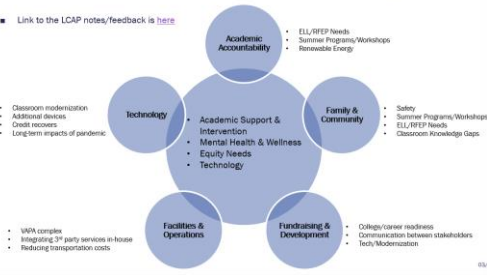 Link to the LCAP notes/feedback is here
Academic
Accountability
ELL/RFEP Needs
Summer Programs/Workshops
Renewable Energy
Classroom modernization
Additional devices
Credit recovers
Long-term impacts of pandemic
Technology
Academic Support &
Intervention
Mental Health & Wellness
Equity Needs
Technology
Family &
Community
Safety
Summer Programs/Workshops
ELL/RFEP Needs
Classroom Knowledge Gaps
VAPA complex
Integrating 3rd party services in-house
Reducing transportation costs
Facilities &
Operations
Fundraising &
Development
College/career readiness
Communication between stakeholders
Tech/Modernization